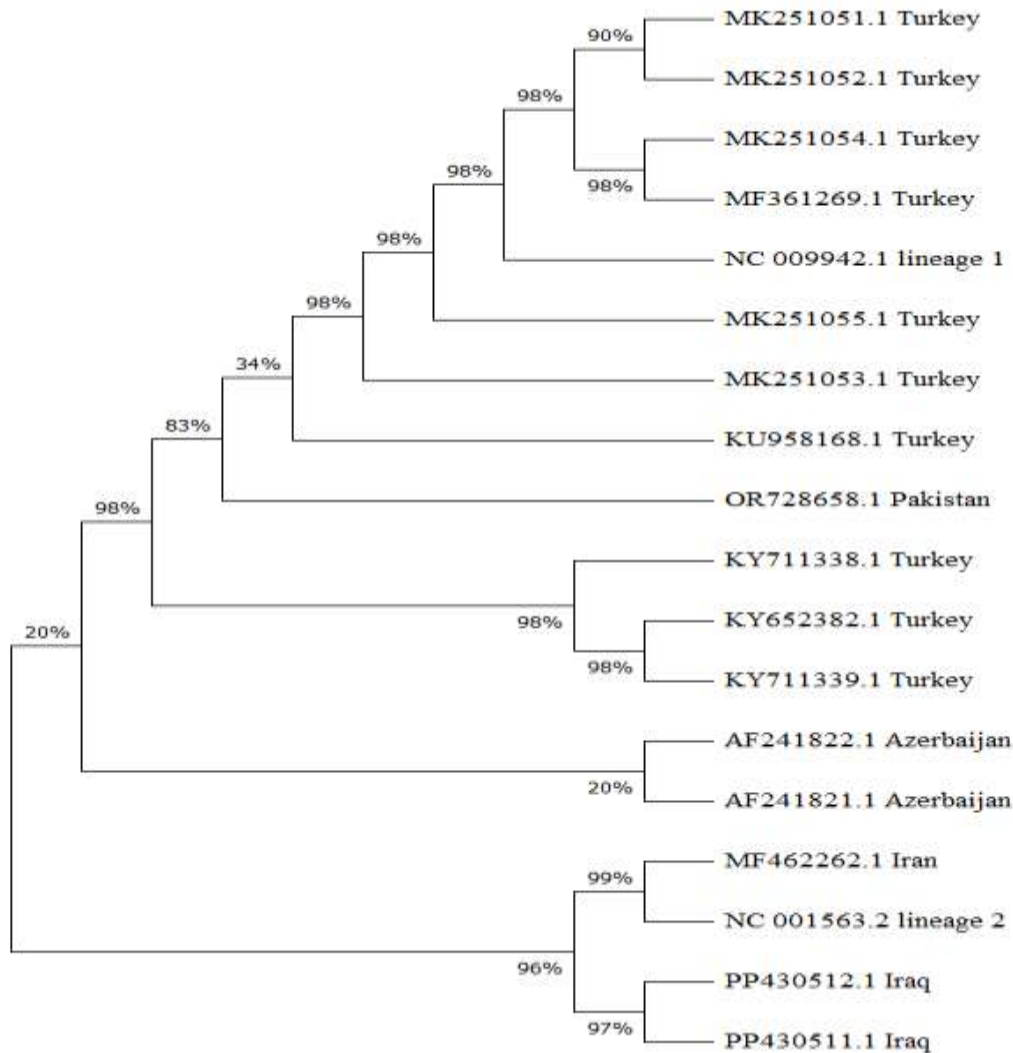 MK251051.1 Turkey
90%
MK251052.1 Turkey
98%
MK251054.1 Turkey
98%
98%
MF361269.1 Turkey
98%
NC 009942.1 lineage 1
98%
MK251055.1 Turkey
34%
MK251053.1 Turkey
83%
KU958168.1 Turkey
OR728658.1 Pakistan
98%
KY711338.1 Turkey
98%
KY652382.1 Turkey
20%
98%
KY711339.1 Turkey
AF241822.1 Azerbaijan
20%
AF241821.1 Azerbaijan
MF462262.1 Iran
99%
NC 001563.2 lineage 2
96%
PP430512.1 Iraq
97%
PP430511.1 Iraq